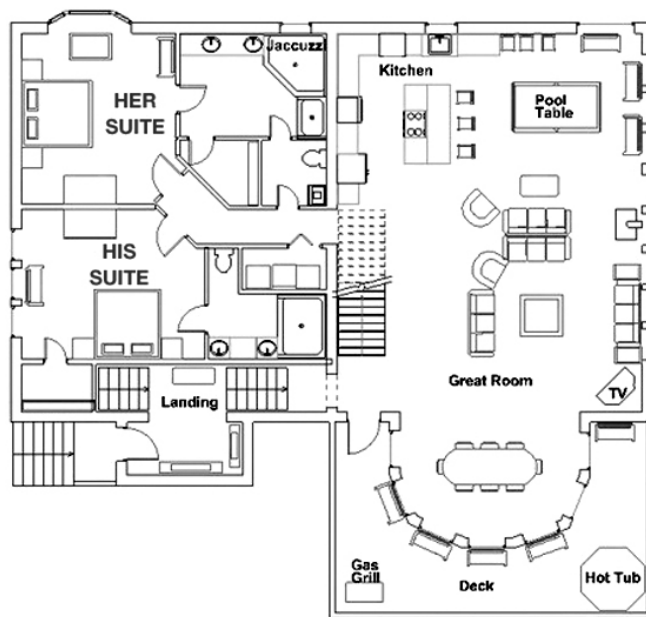 Jaccuzzi
Kitchen
HER
SUITE
Pool
Table
HIS
SUITE
Great Room
TV
Landing
Gas
Grill
Deck
Hot Tub